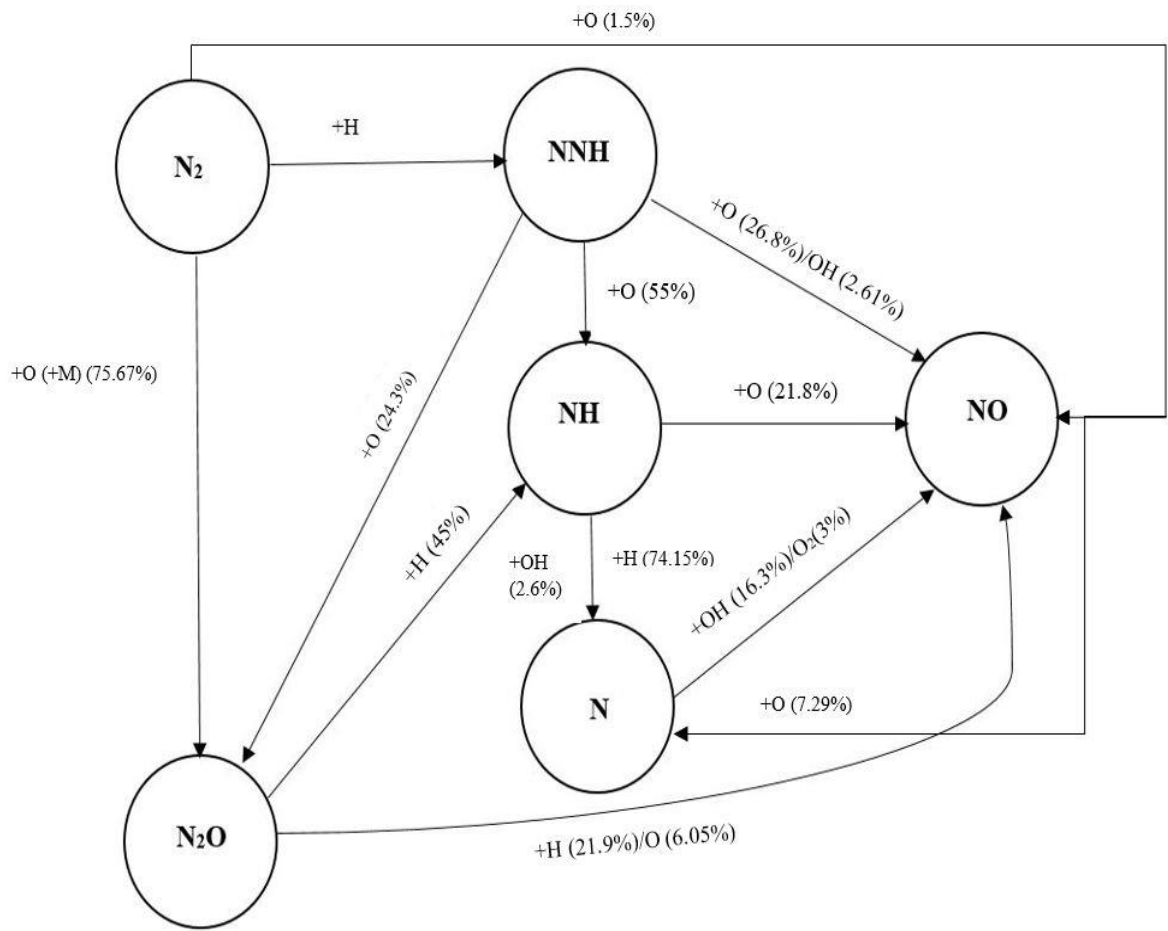 +O (1.5%)
+H
N₂
NNH
+O (26.8%)/OH (2.61%)
+O (55%)
+O (+M) (75.67%)
+O (24.3%)
+O (21.8%)
NH
NO
+H (45%)
+OH
(2.6%)
+H (74.15%)
+OH (16.3%)/O₂(3%)
N
+O (7.29%)
N₂O
+H (21.9%)/O (6.05%)